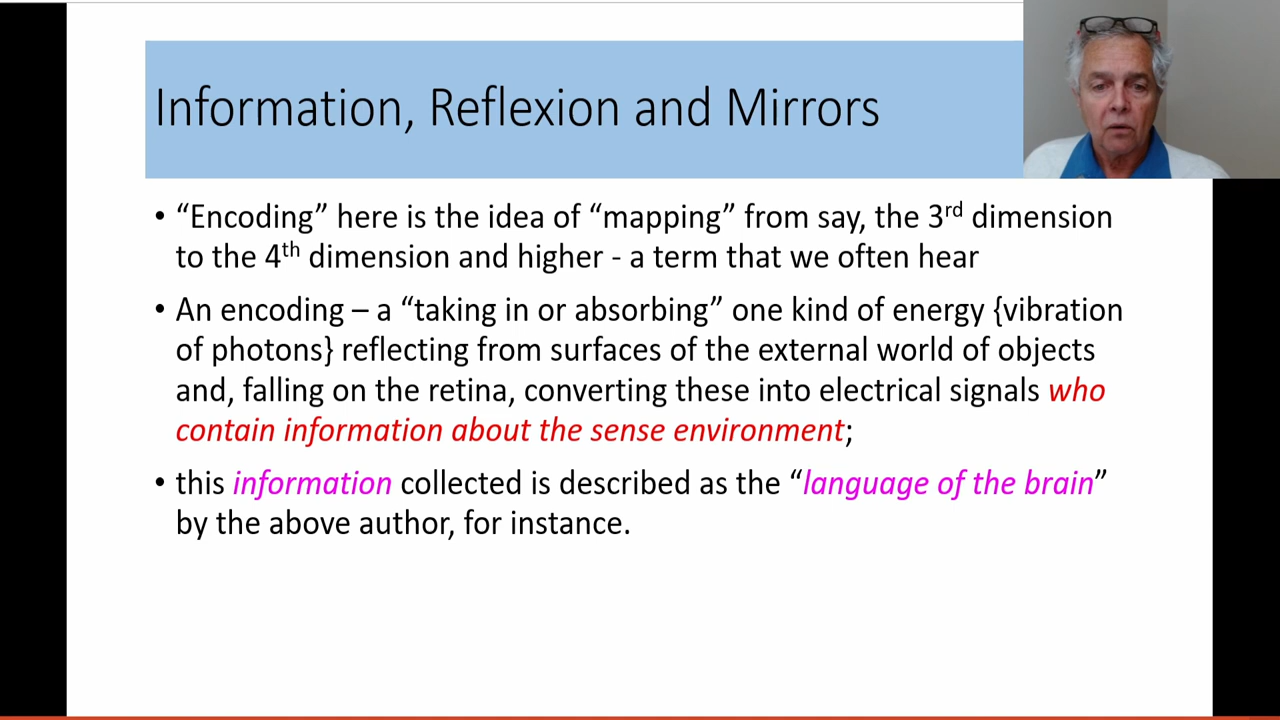 Information, Reflexion and Mirrors
• “Encoding” here is the idea of “mapping” from say, the 3rd dimension
to the 4th dimension and higher - a term that we often hear
• An encoding – a “taking in or absorbing” one kind of energy {vibration
of photons} reflecting from surfaces of the external world of objects
and, falling on the retina, converting these into electrical signals who
contain information about the sense environment;
• this information collected is described as the “language of the brain”
by the above author, for instance.